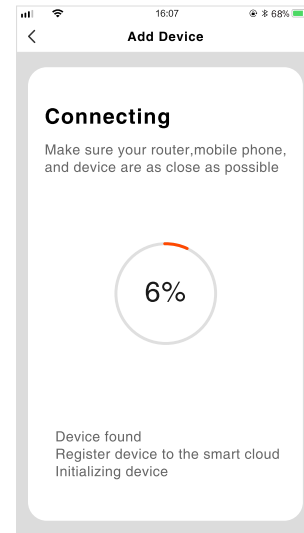 16:07
68%
Add Device
Connecting
Make sure your router,mobile phone,
and device are as close as possible
6%
Device found
Register device to the smart cloud
Initializing device